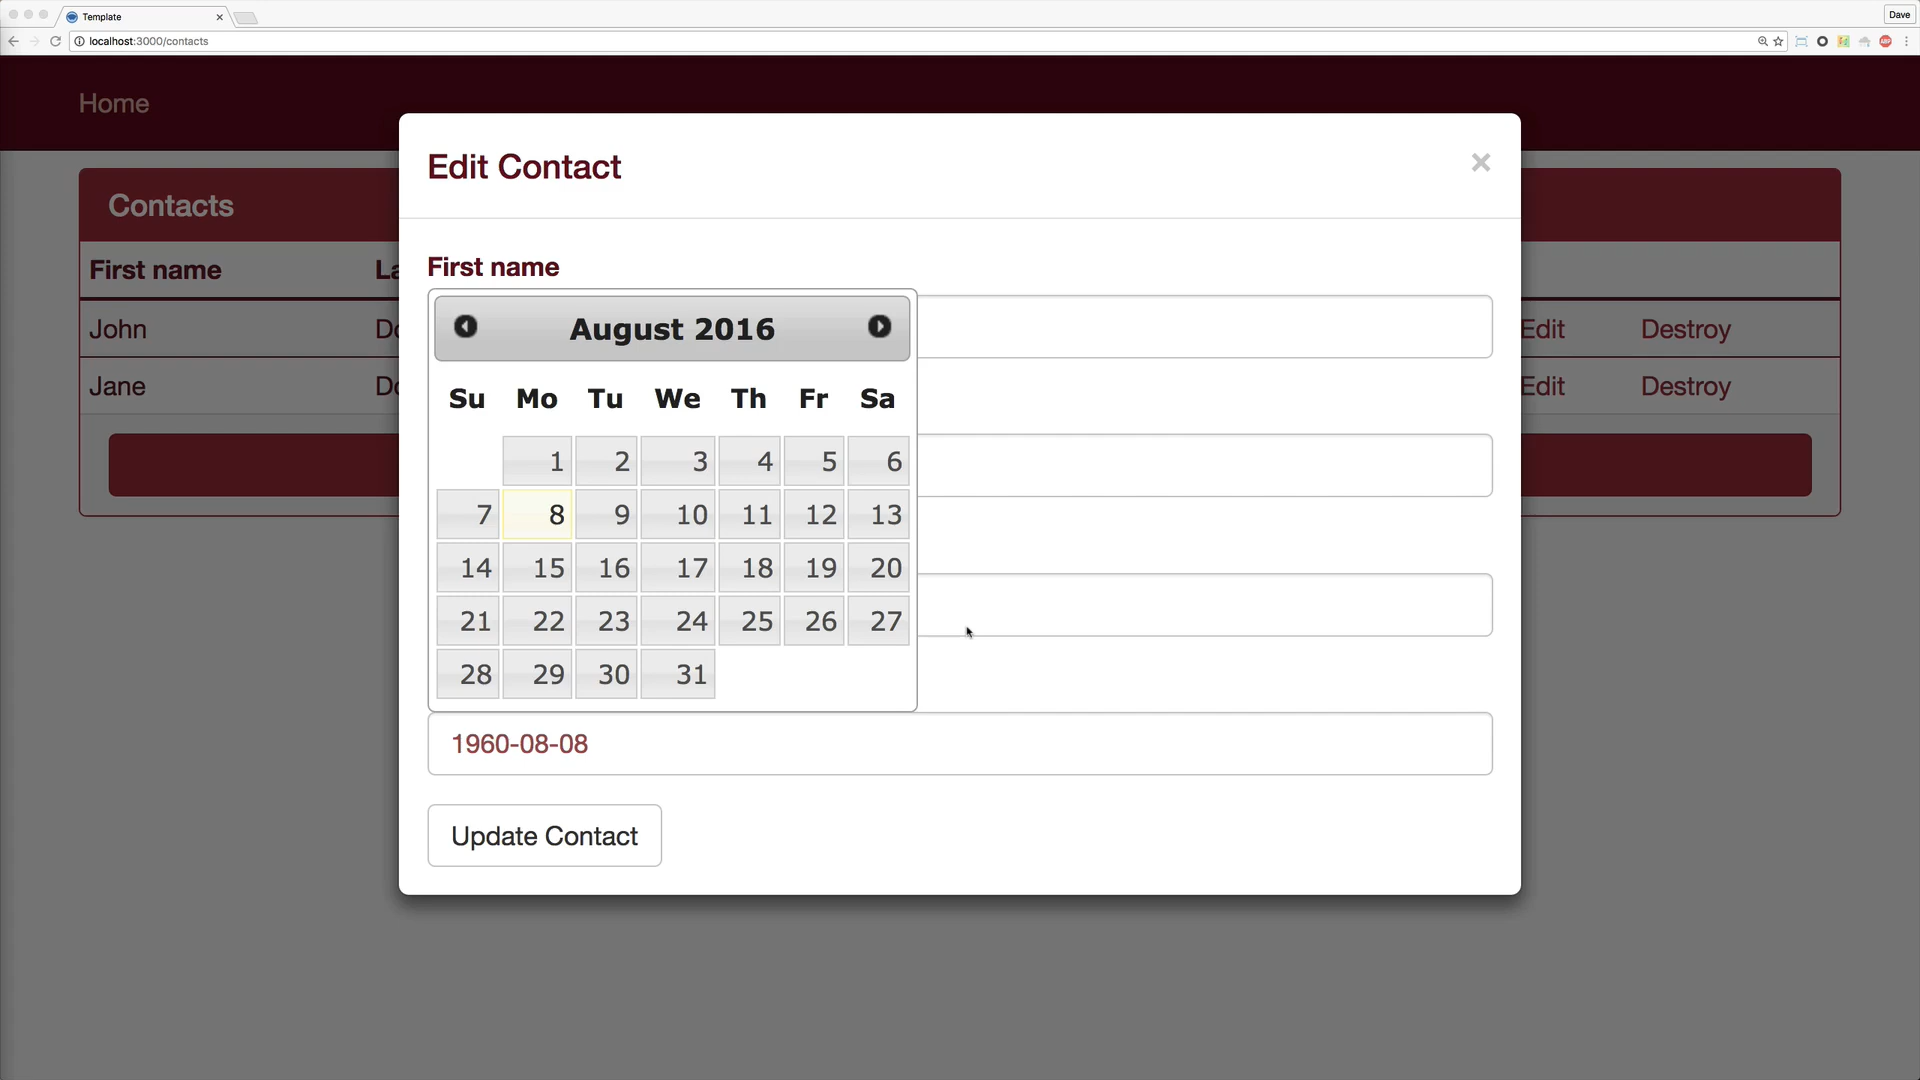 Template
Dave
localhost:3000/contacts
Home
Edit Contact
×
Contacts
First name
First name
August 2016
John
Edit
Destroy
Jane
Edit
Destroy
Su Mo Tu We Th Fr Sa
1 2 3 4 5 6
7 8 9 10 11 12 13
14 15 16 17 18 19 20
21 22 23 24 25 26 27
28 29 30 31
1960-08-08
Update Contact